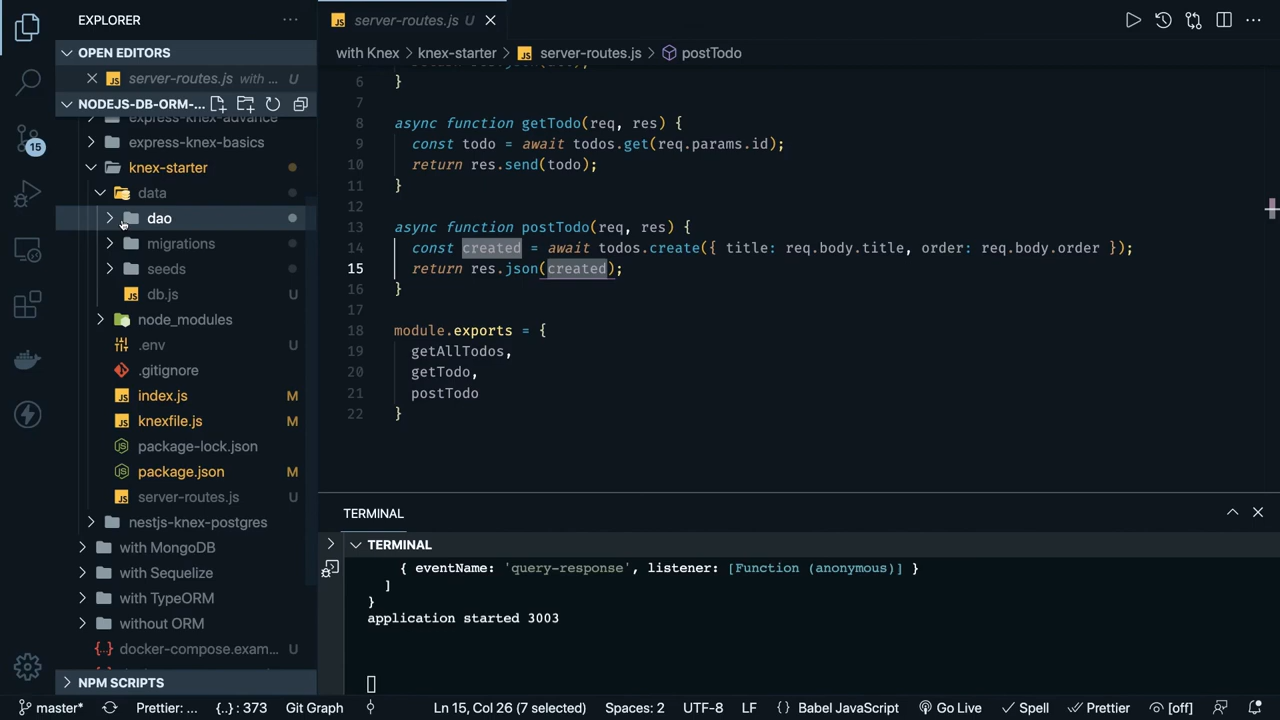 EXPLORER
OPEN EDITORS
server-routes.js with ... U
NODEJS-DB-ORM-...
express-knex-advance
express-knex-basics
knex-starter
data
dao
migrations
seeds
db.js U
node_modules
.env U
.gitignore
index.js M
knexfile.js M
package-lock.json
package.json M
server-routes.js U
nestjs-knex-postgres
with MongoDB
with Sequelize
with TypeORM
without ORM
docker-compose.exam... U
NPM SCRIPTS
15
server-routes.js U
with Knex > knex-starter > server-routes.js > postTodo
6 }
7
8 async function getTodo(req, res) {
9 const todo = await todos.get(req.params.id);
10 return res.send(todo);
11 }
12
13 async function postTodo(req, res) {
14 const created = await todos.create({ title: req.body.title, order: req.body.order });
15 return res.json(created);
16 }
17
18 module.exports = {
19 getAllTodos,
20 getTodo,
21 postTodo
22 }
TERMINAL
TERMINAL
{ eventName: 'query-response', listener: [Function (anonymous)] }
]
}
application started 3003
master* Prettier: ... {..} : 373 Git Graph Ln 15, Col 26 (7 selected) Spaces: 2 UTF-8 LF {} Babel JavaScript Go Live Spell Prettier [off]